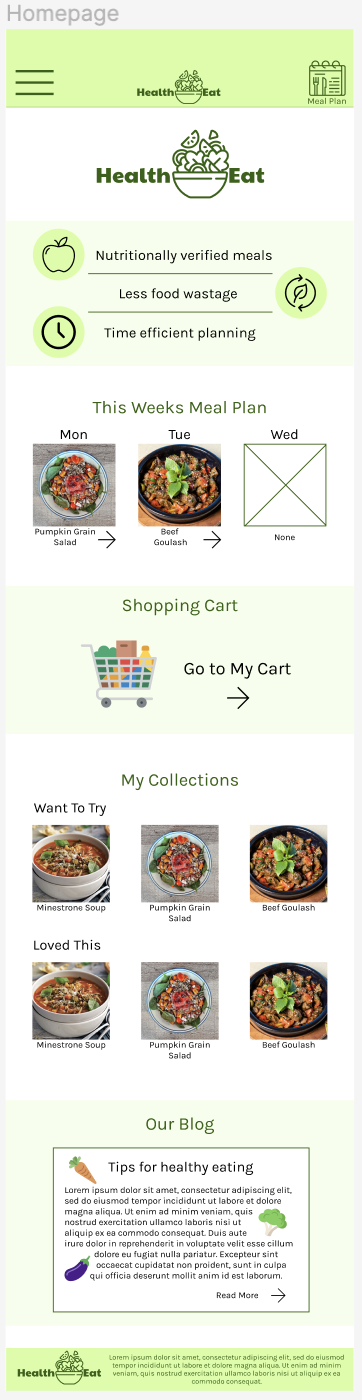 Homepage
Health Eat
Meal Plan
Health Eat
Nutritionally verified meals
Less food wastage
Time efficient planning
This Weeks Meal Plan
Mon Tue Wed
Pumpkin Grain
Salad
Beef
Goulash
None
Shopping Cart
Go to My Cart
My Collections
Want To Try
Minestrone Soup
Pumpkin Grain
Salad
Beef Goulash
Loved This
Minestrone Soup
Pumpkin Grain
Salad
Beef Goulash
Our Blog
Tips for healthy eating
Lorem ipsum dolor sit amet, consectetur adipiscing elit,
sed do eiusmod tempor incididunt ut labore et dolore
magna aliqua. Ut enim ad minim veniam, quis
nostrud exercitation ullamco laboris nisi ut
aliquip ex ea commodo consequat. Duis aute
irure dolor in reprehenderit in voluptate velit esse cillum
dolore eu fugiat nulla pariatur. Excepteur sint
occaecat cupidatat non proident, sunt in culpa
qui officia deserunt mollit anim id est laborum.
Read More
Health Eat
Lorem ipsum dolor sit amet, consectetur adipiscing elit, sed do eiusmod
tempor incididunt ut labore et dolore magna aliqua. Ut enim ad minim
veniam, quis nostrud exercitation ullamco laboris nisi ut aliquip ex ea
commodo consequat.